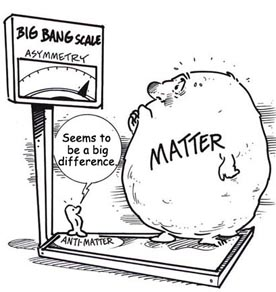 BIG BANG SCALE
ASYMMETRY
Seems to
be a big
difference.
MATTER
ANTI-MATTER